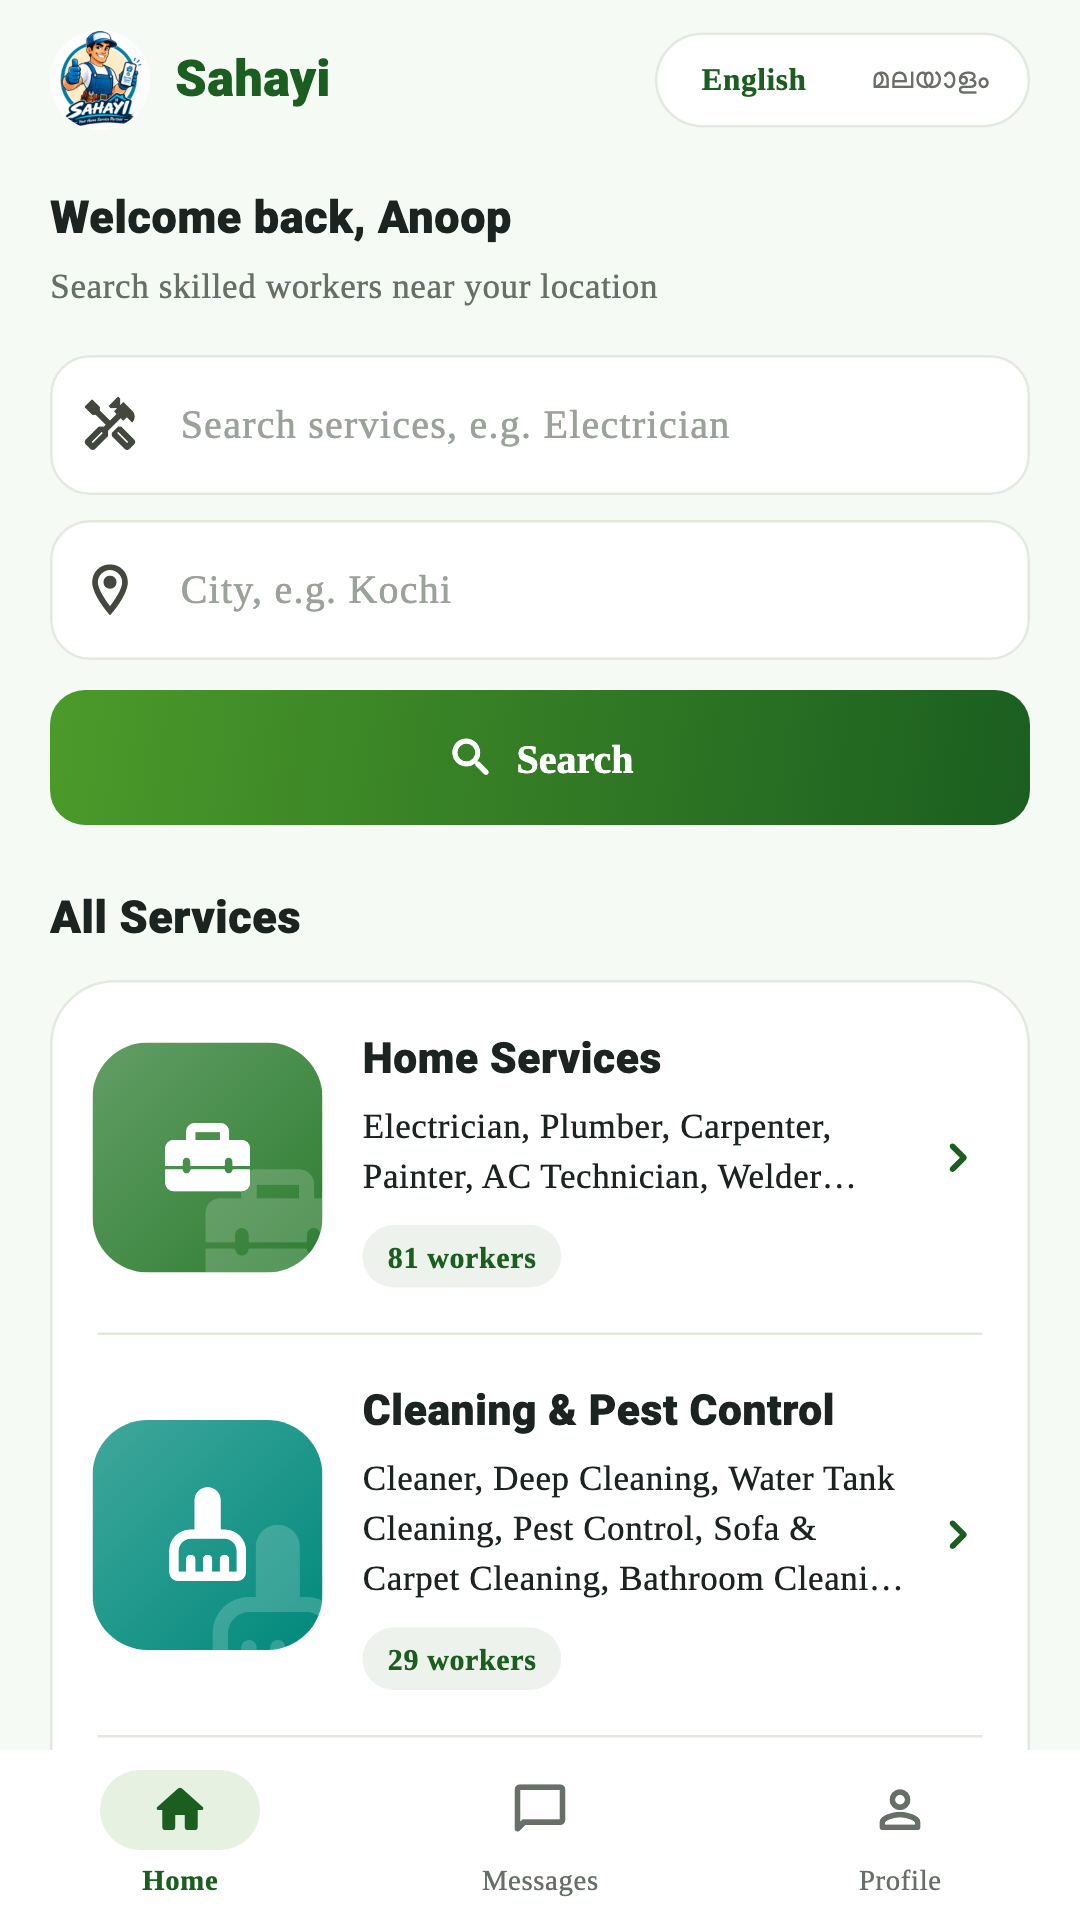 SAHAYI
Sahayi
English
മലയാളം
Welcome back, Anoop
Search skilled workers near your location
Search services, e.g. Electrician
City, e.g. Kochi
Search
All Services
Home Services
Electrician, Plumber, Carpenter,
Painter, AC Technician, Welder…
81 workers
Cleaning & Pest Control
Cleaner, Deep Cleaning, Water Tank
Cleaning, Pest Control, Sofa &
Carpet Cleaning, Bathroom Cleani…
29 workers
Home
Messages
Profile